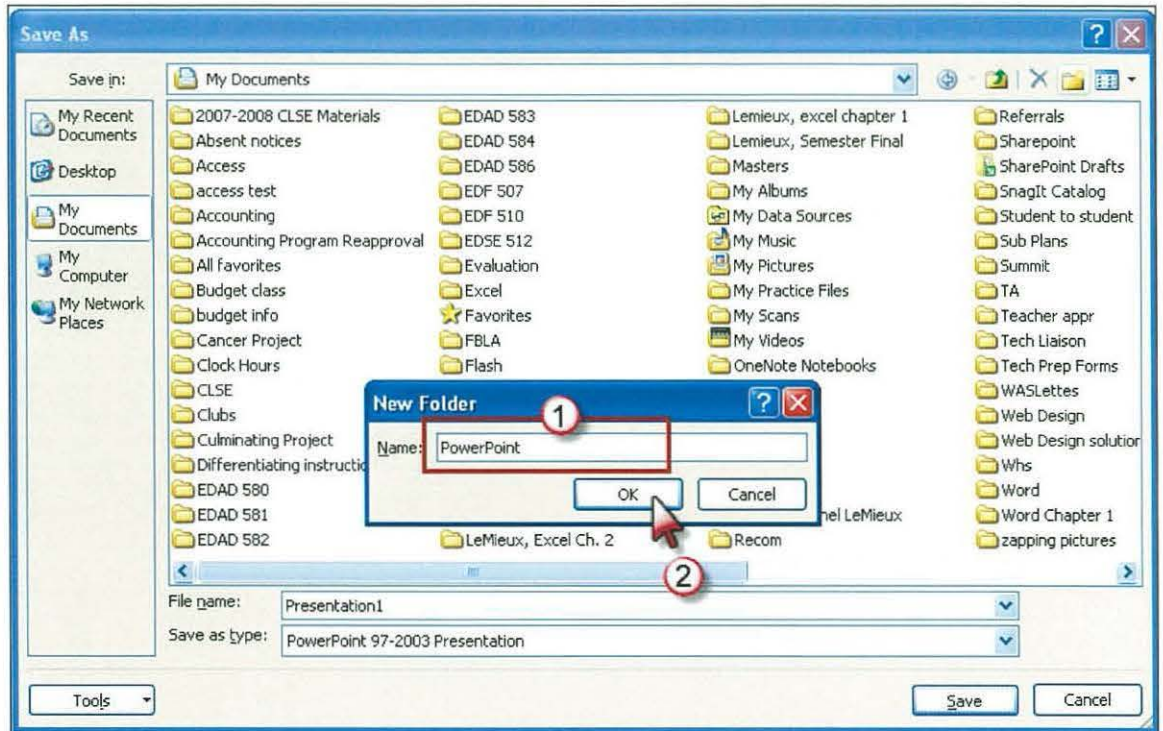 Save As
Save in:
My Documents
My Recent
Documents
Desktop
My
Documents
My
Computer
My Network
Places
2007-2008 CLSE Materials
Absent notices
Access
access test
Accounting
Accounting Program Reapproval
All favorites
Budget class
budget info
Cancer Project
Clock Hours
CLSE
Clubs
Culminating Project
Differentiating instructio
EDAD 580
EDAD 581
EDAD 582
EDAD 583
EDAD 584
EDAD 586
EDF 507
EDF 510
EDSE 512
Evaluation
Excel
Favorites
FBLA
Flash
LeMieux, Excel Ch. 2
Lemieux, excel chapter 1
Lemieux, Semester Final
Masters
My Albums
My Data Sources
My Music
My Pictures
My Practice Files
My Scans
My Videos
OneNote Notebooks
nel LeMieux
Recom
Referrals
Sharepoint
SharePoint Drafts
SnagIt Catalog
Student to student
Sub Plans
Summit
TA
Teacher appr
Tech Liaison
Tech Prep Forms
WASLettes
Web Design
Web Design solution
Whs
Word
Word Chapter 1
zapping pictures
New Folder
1
Name: PowerPoint
OK
Cancel
2
File name: Presentation1
Save as type: PowerPoint 97-2003 Presentation
Tools
Save
Cancel